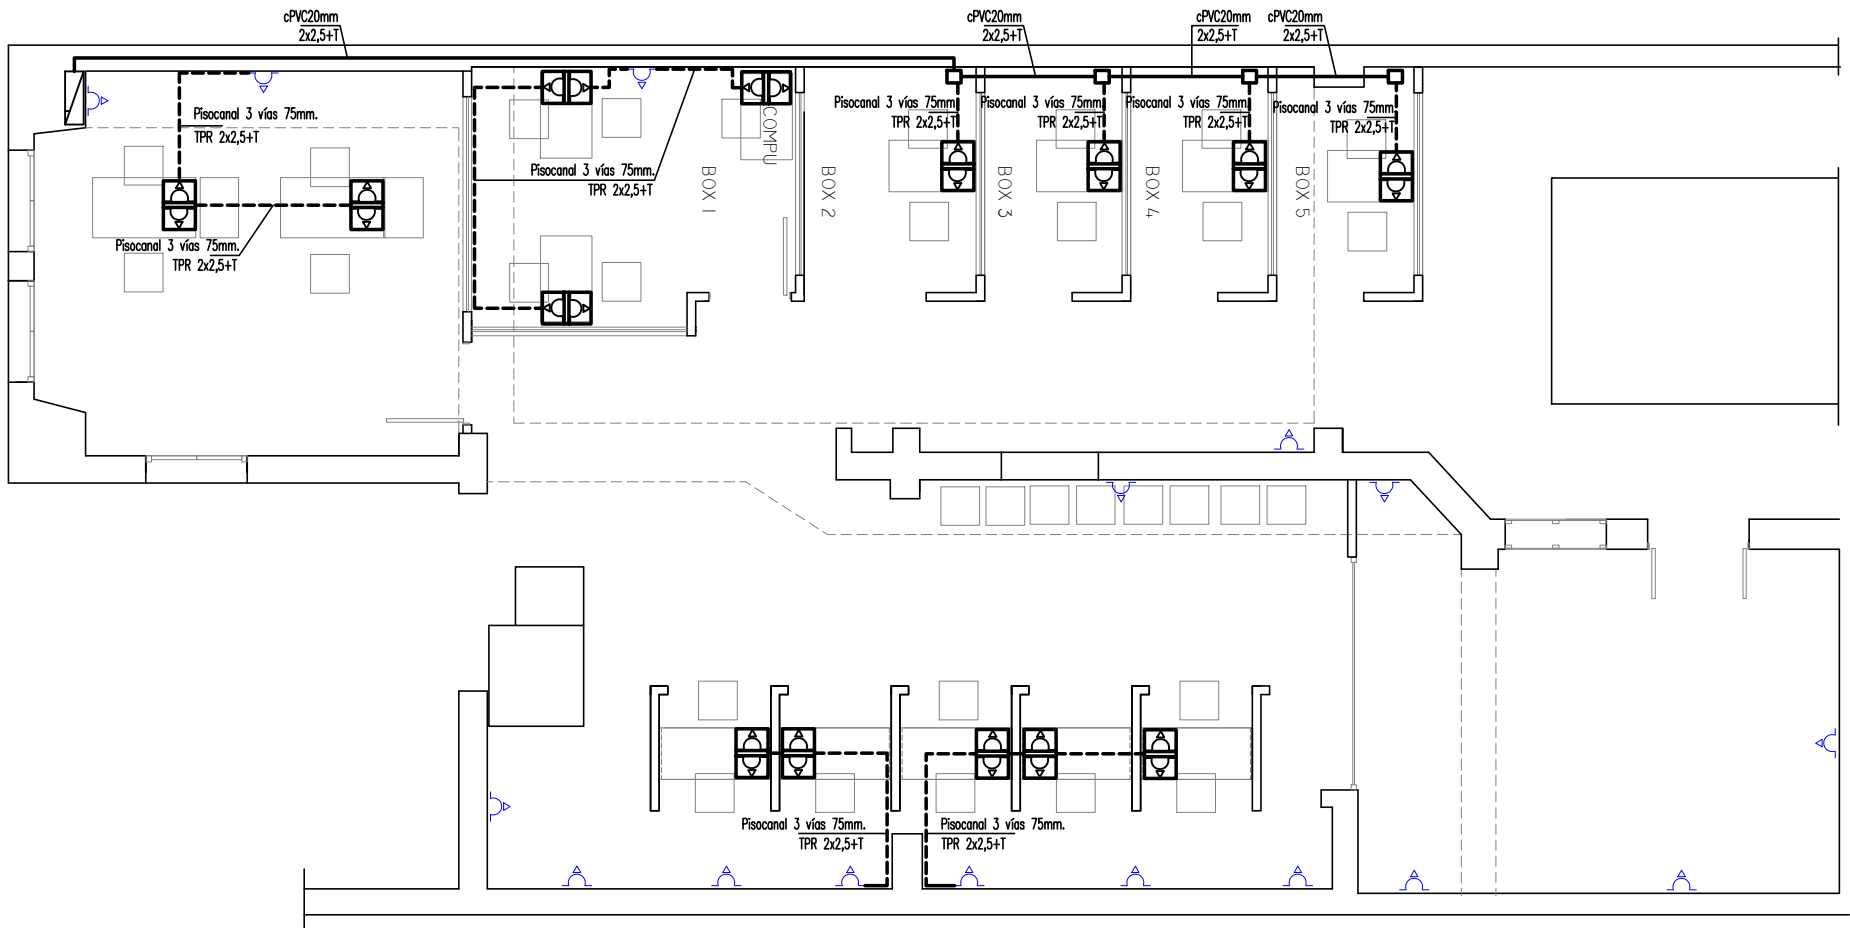 cPVC20mm
2x2,5+T
cPVC20mm
2x2,5+T
cPVC20mm
2x2,5+T
cPVC20mm
2x2,5+T
Pisocanal 3 vías 75mm.
TPR 2x2,5+T
Pisocanal 3 vías 75mm.
TPR 2x2,5+T
Pisocanal 3 vías 75mm.
TPR 2x2,5+T
Pisocanal 3 vías 75mm
TPR 2x2,5+T
Pisocanal 3 vías 75mm
TPR 2x2,5+T
Pisocanal 3 vías 75mm
TPR 2x2,5+T
Pisocanal 3 vías 75mm
TPR 2x2,5+T
COMPU
BOX 1
BOX 2
BOX 3
BOX 4
BOX 5
Pisocanal 3 vías 75mm.
TPR 2x2,5+T
Pisocanal 3 vías 75mm.
TPR 2x2,5+T